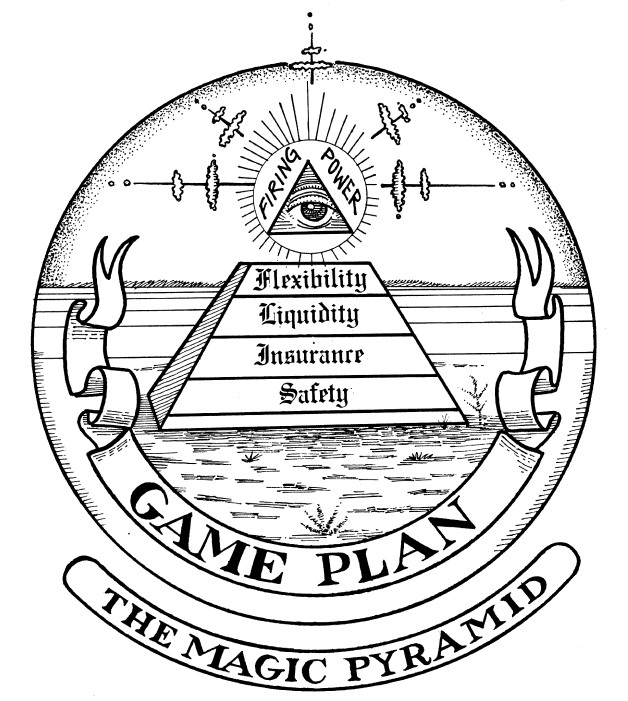 FIRING POWER
Flexibility
Liquidity
Insurance
Safety
GAME PLAN
THE MAGIC PYRAMID